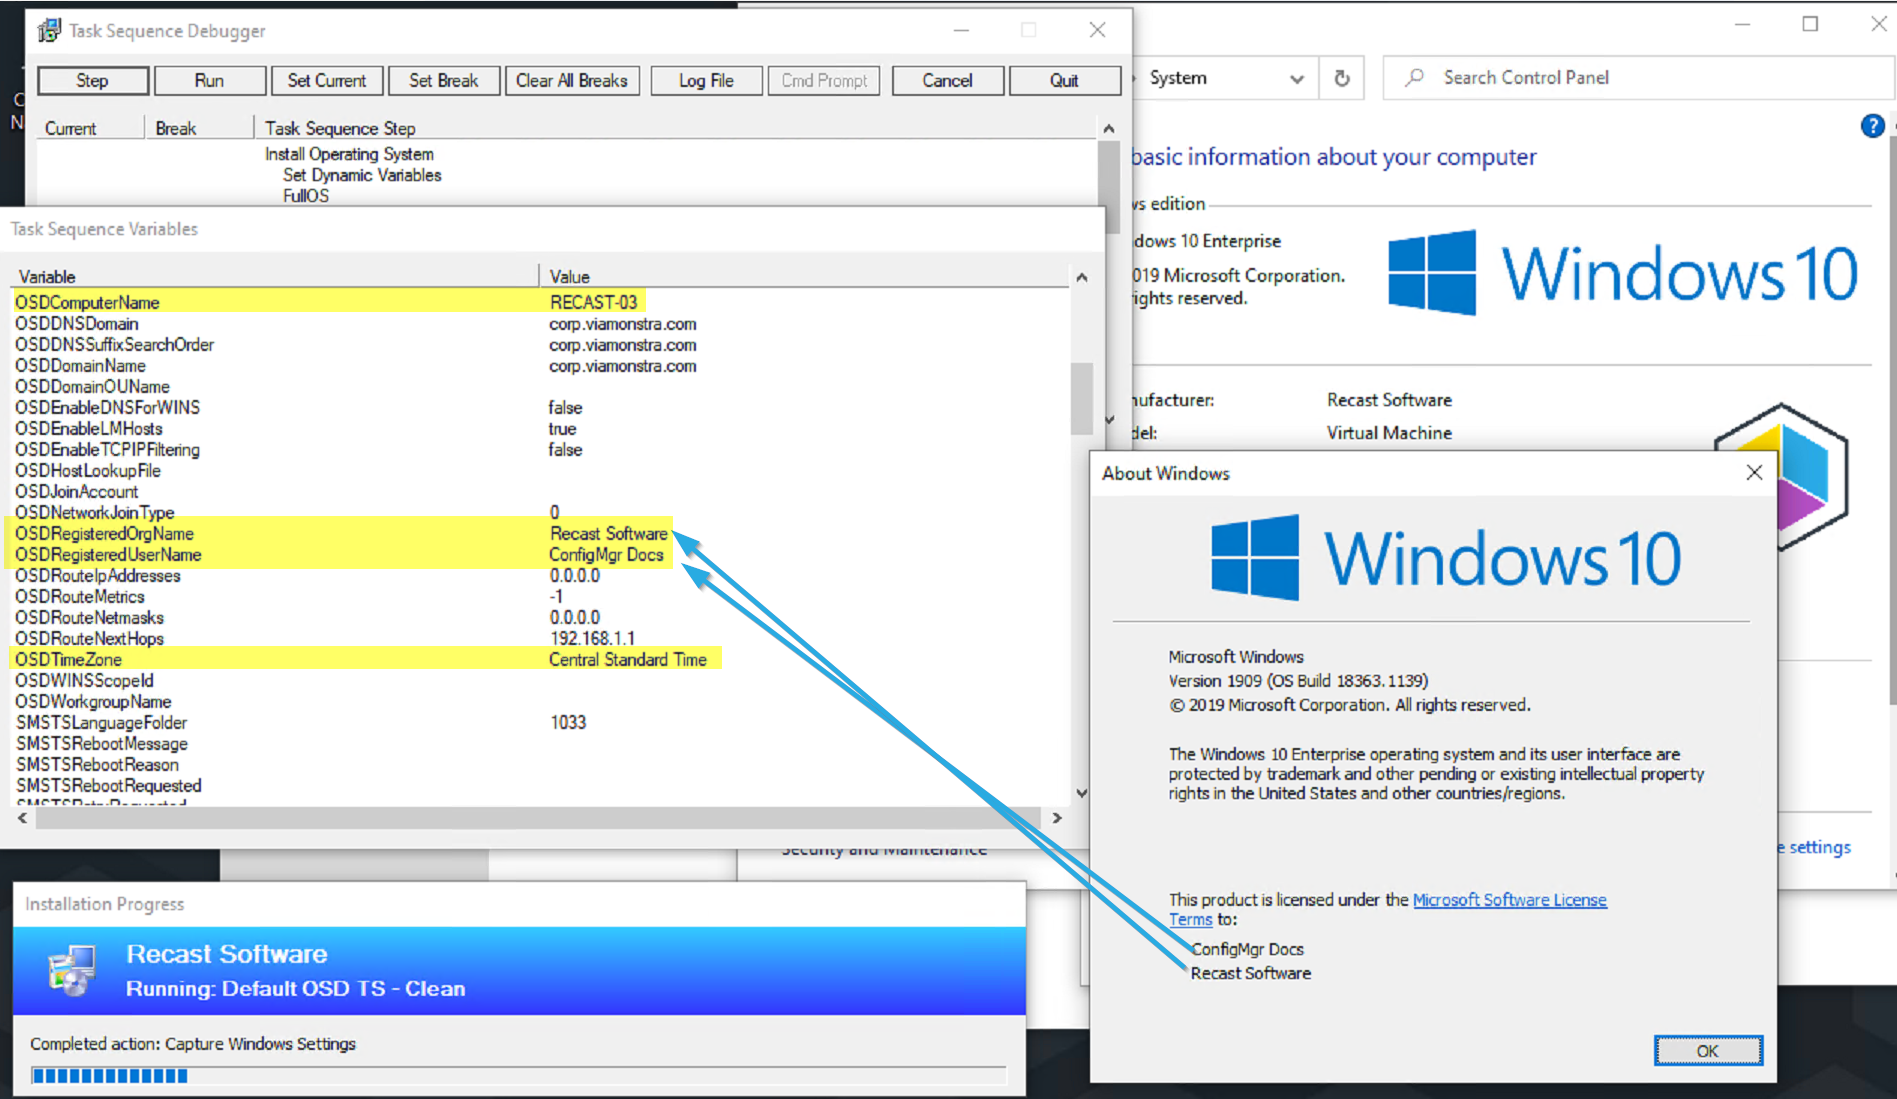 Task Sequence Debugger
Step Run Set Current Set Break Clear All Breaks Log File Cmd Prompt Cancel Quit
Current Break Task Sequence Step
Install Operating System
Set Dynamic Variables
FullOS
Task Sequence Variables
Variable Value
OSDComputerName RECAST-03
OSDDNSDomain corp.viamonstra.com
OSDDNSSuffixSearchOrder corp.viamonstra.com
OSDDomainName corp.viamonstra.com
OSDDomainOUName
OSDEnableDNSForWINS false
OSDEnableLMHosts true
OSDEnableTCPIPFiltering false
OSDHostLookupFile
OSDJoinAccount
OSDNetworkJoinType 0
OSDRegisteredOrgName Recast Software
OSDRegisteredUserName ConfigMgr Docs
OSDRouteIpAddresses 0.0.0.0
OSDRouteMetrics -1
OSDRouteNetmasks 0.0.0.0
OSDRouteNextHops 192.168.1.1
OSDTimeZone Central Standard Time
OSDWINSScopeId
OSDWorkgroupName
SMSTSLanguageFolder 1033
SMSTSRebootMessage
SMSTSRebootReason
SMSTSRebootRequested
Security and Maintenance
Installation Progress
Recast Software
Running: Default OSD TS - Clean
Completed action: Capture Windows Settings
System
Search Control Panel
?
basic information about your computer
ws edition
dows 10 Enterprise
019 Microsoft Corporation.
ights reserved.
Windows 10
nufacturer: Recast Software
del: Virtual Machine
e settings
About Windows
Windows 10
Microsoft Windows
Version 1909 (OS Build 18363.1139)
© 2019 Microsoft Corporation. All rights reserved.
The Windows 10 Enterprise operating system and its user interface are
protected by trademark and other pending or existing intellectual property
rights in the United States and other countries/regions.
This product is licensed under the Microsoft Software License
Terms to:
ConfigMgr Docs
Recast Software
OK